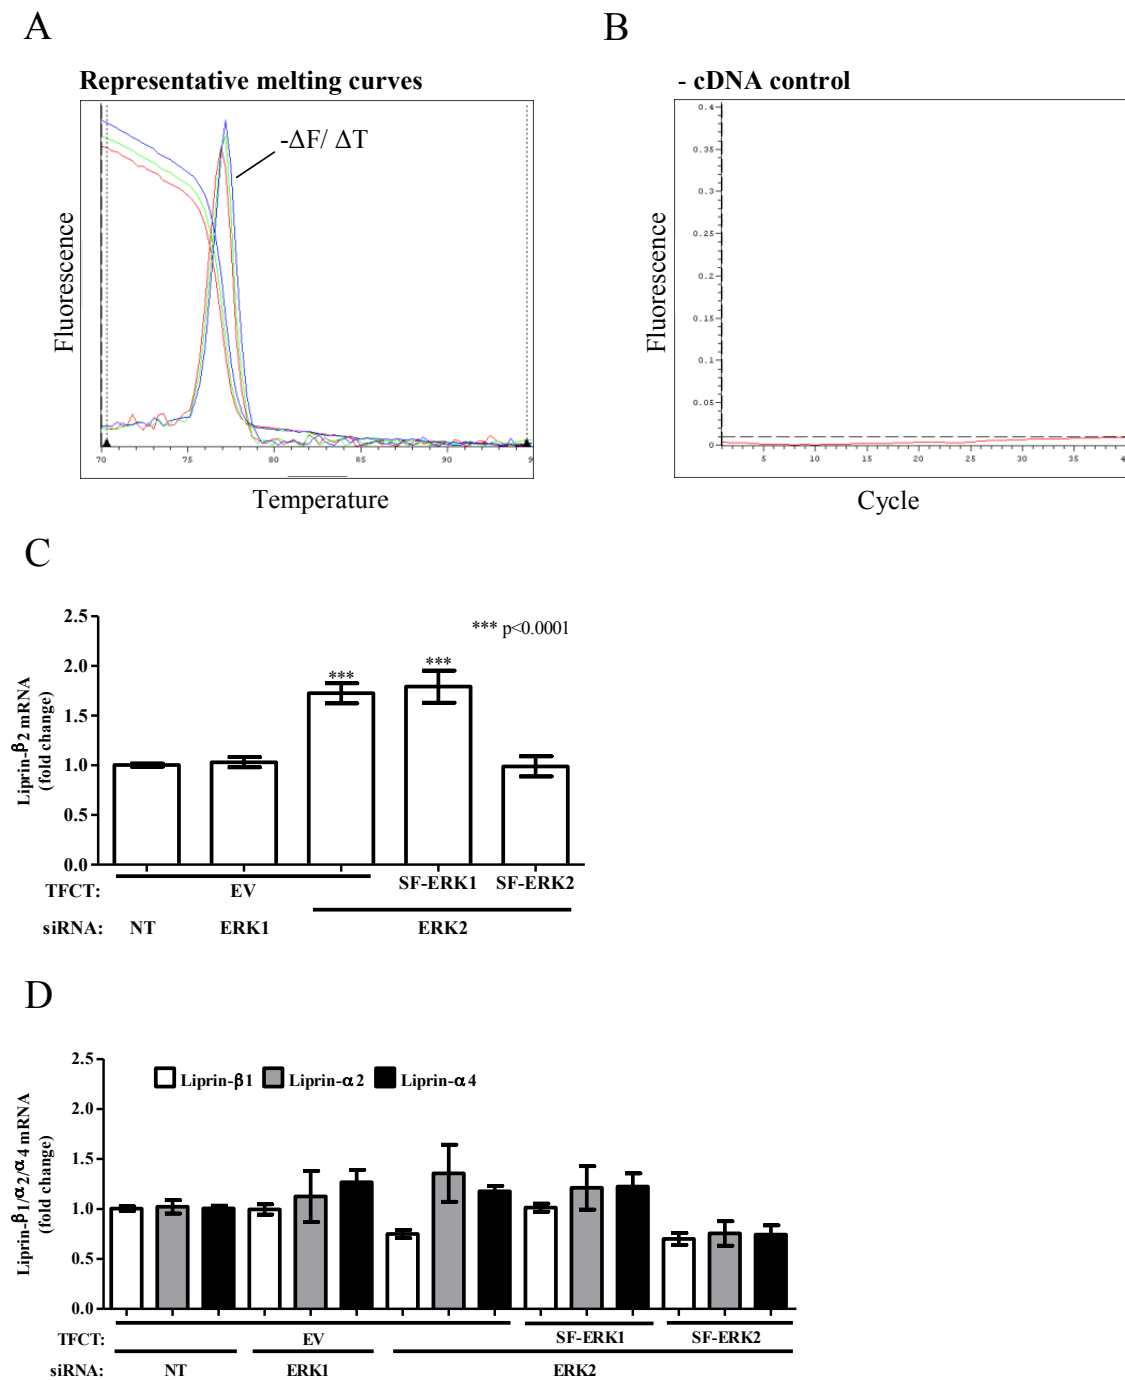 A
B
Representative melting curves
- cDNA control
-ΔF/ ΔT
Fluorescence
70 75 80 85 90 9
Temperature
Fluorescence
0.4
0.35
0.3
0.25
0.2
0.15
0.1
0.05
0
5 10 15 20 25 30 35 4
Cycle
C
Liprin-β2 mRNA
(fold change)
2.5
2.0
1.5
1.0
0.5
0.0
*** p<0.0001
***
***
TFCT: EV SF-ERK1 SF-ERK2
siRNA: NT ERK1 ERK2
D
Liprin-β1/α2/α4 mRNA
(fold change)
2.5
2.0
1.5
1.0
0.5
0.0
Liprin-β1 Liprin-α2 Liprin-α4
TFCT: EV SF-ERK1 SF-ERK2
siRNA: NT ERK1 ERK2